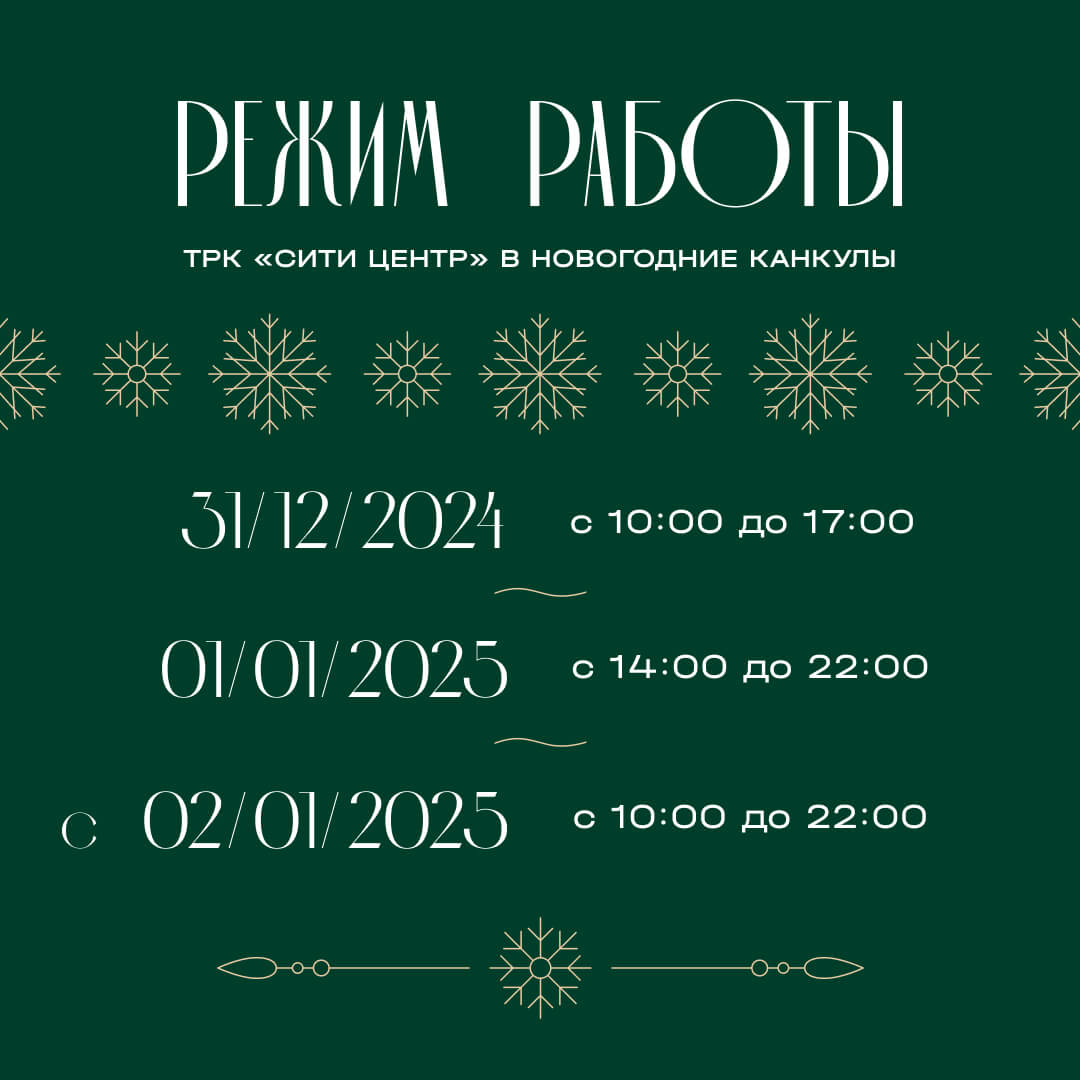 РЕЖИМ РАБОТЫ
ТРК «СИТИ ЦЕНТР» В НОВОГОДНИЕ КАНКУЛЫ
31/12/2024 с 10:00 до 17:00
01/01/2025 с 14:00 до 22:00
с 02/01/2025 с 10:00 до 22:00